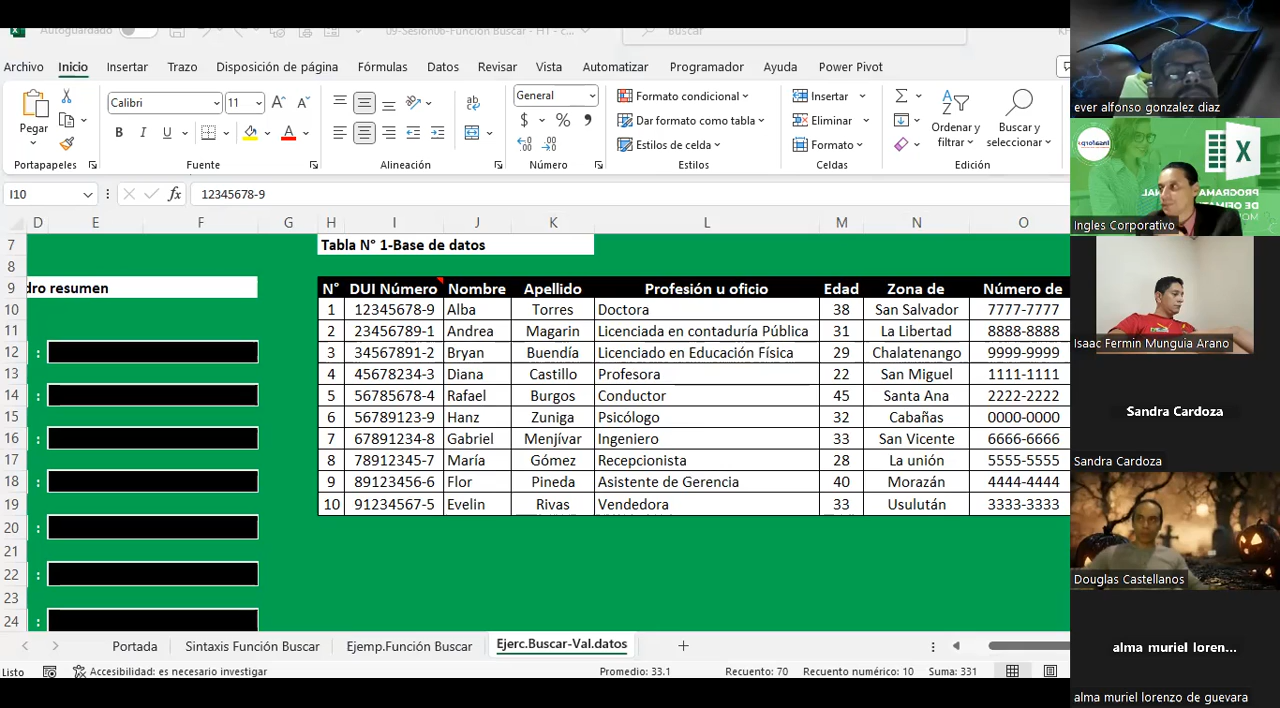 Autoguardado
09-Sesión06-Función Buscar - HT - c...
Buscar
Archivo Inicio Insertar Trazo Disposición de página Fórmulas Datos Revisar Vista Automatizar Programador Ayuda Power Pivot
Pegar
Portapapeles
Calibri 11
N K S
Fuente
Alineación
General
$ % 
Número
Formato condicional
Dar formato como tabla
Estilos de celda
Estilos
Insertar
Eliminar
Formato
Celdas
Ordenar y filtrar
Buscar y seleccionar
Edición
I10 fx 12345678-9
D E F G H I J K L M N O
7 Tabla N° 1-Base de datos
8
9 dro resumen N° DUI Número Nombre Apellido Profesión u oficio Edad Zona de Número de
10 1 12345678-9 Alba Torres Doctora 38 San Salvador 7777-7777
11 2 23456789-1 Andrea Magarin Licenciada en contaduría Pública 31 La Libertad 8888-8888
12 : 3 34567891-2 Bryan Buendía Licenciado en Educación Física 29 Chalatenango 9999-9999
13 4 45678234-3 Diana Castillo Profesora 22 San Miguel 1111-1111
14 : 5 56785678-4 Rafael Burgos Conductor 45 Santa Ana 2222-2222
15 6 56789123-9 Hanz Zuniga Psicólogo 32 Cabañas 0000-0000
16 : 7 67891234-8 Gabriel Menjívar Ingeniero 33 San Vicente 6666-6666
17 8 78912345-7 María Gómez Recepcionista 28 La unión 5555-5555
18 : 9 89123456-6 Flor Pineda Asistente de Gerencia 40 Morazán 4444-4444
19 10 91234567-5 Evelin Rivas Vendedora 33 Usulután 3333-3333
20 :
21
22 :
23
24 :
Portada Sintaxis Función Buscar Ejemp.Función Buscar Ejerc.Buscar-Val.datos
Listo Accesibilidad: es necesario investigar Promedio: 33.1 Recuento: 70 Recuento numérico: 10 Suma: 331
ever alfonso gonzalez diaz
Insaforp
X
PROGRAMA
DE OFIMÁT
Ingles Corporativo
Isaac Fermin Munguia Arano
Sandra Cardoza
Sandra Cardoza
Douglas Castellanos
alma muriel loren...
alma muriel lorenzo de guevara